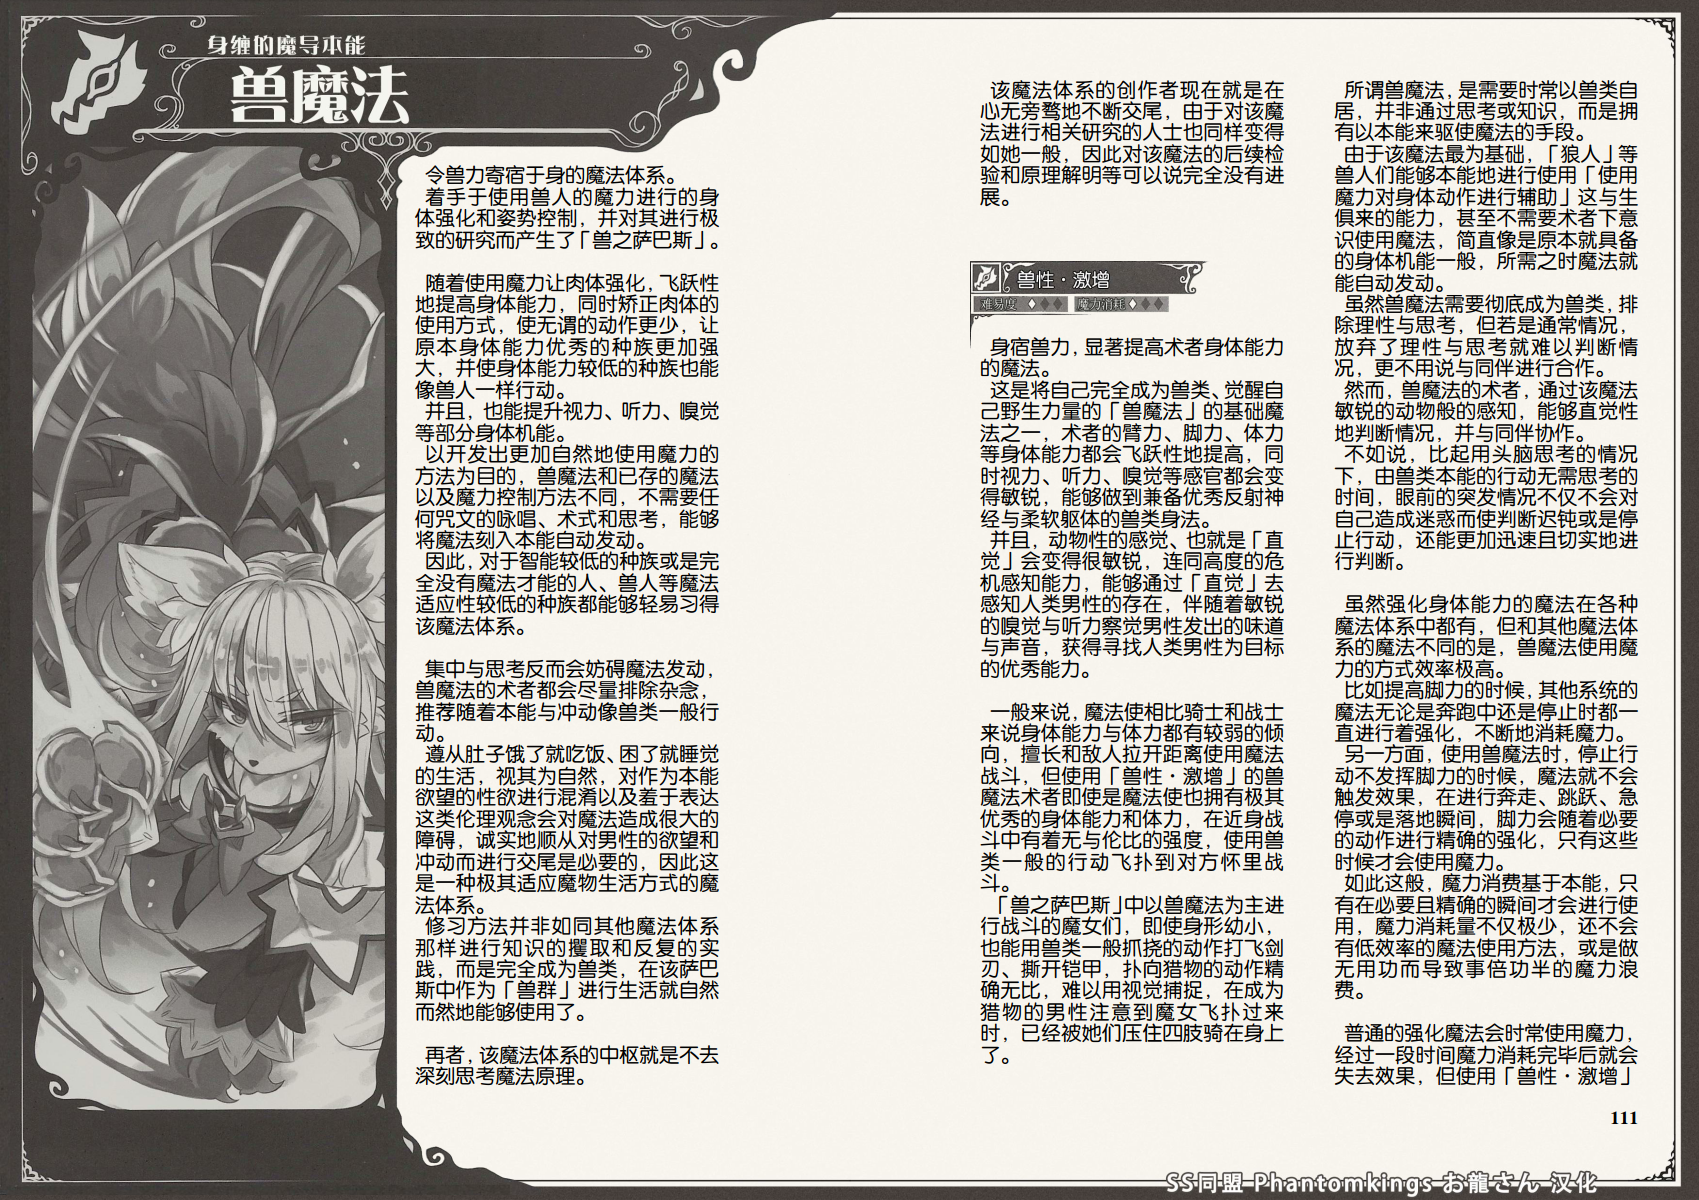 身缠的魔导本能
兽魔法
令兽力寄宿于身的魔法体系。
着手于使用兽人的魔力进行的身
体强化和姿势控制，并对其进行极
致的研究而产生了「兽之萨巴斯」。
随着使用魔力让肉体强化，飞跃性
地提高身体能力，同时矫正肉体的
使用方式，使无谓的动作更少，让
原本身体能力优秀的种族更加强
大，并使身体能力较低的种族也能
像兽人一样行动。
并且，也能提升视力、听力、嗅觉
等部分身体机能。
以开发出更加自然地使用魔力的
方法为目的，兽魔法和已存的魔法
以及魔力控制方法不同，不需要任
何咒文的咏唱、术式和思考，能够
将魔法刻入本能自动发动。
因此，对于智能较低的种族或是完
全没有魔法才能的人、兽人等魔法
适应性较低的种族都能够轻易习得
该魔法体系。
集中与思考反而会妨碍魔法发动，
兽魔法的术者都会尽量排除杂念，
推荐随着本能与冲动像兽类一般行
动。
遵从肚子饿了就吃饭、困了就睡觉
的生活，视其为自然，对作为本能
欲望的性欲进行混淆以及羞于表达
这类伦理观念会对魔法造成很大的
障碍，诚实地顺从对男性的欲望和
冲动而进行交尾是必要的，因此这
是一种极其适应魔物生活方式的魔
法体系。
修习方法并非如同其他魔法体系
那样进行知识的攫取和反复的实
践，而是完全成为兽类，在该萨巴
斯中作为「兽群」进行生活就自然
而然地能够使用了。
再者，该魔法体系的中枢就是不去
深刻思考魔法原理。
该魔法体系的创作者现在就是在
心无旁骛地不断交尾，由于对该魔
法进行相关研究的人士也同样变得
如她一般，因此对该魔法的后续检
验和原理解明等可以说完全没有进
展。
兽性・激增
难易度 ♦♦♦ 魔力消耗 ♦♦♦
身宿兽力，显著提高术者身体能力
的魔法。
这是将自己完全成为兽类、觉醒自
己野生力量的「兽魔法」的基础魔
法之一，术者的臂力、脚力、体力
等身体能力都会飞跃性地提高，同
时视力、听力、嗅觉等感官都会变
得敏锐，能够做到兼备优秀反射神
经与柔软躯体的兽类身法。
并且，动物性的感觉、也就是「直
觉」会变得很敏锐，连同高度的危
机感知能力，能够通过「直觉」去
感知人类男性的存在，伴随着敏锐
的嗅觉与听力察觉男性发出的味道
与声音，获得寻找人类男性为目标
的优秀能力。
一般来说，魔法使相比骑士和战士
来说身体能力与体力都有较弱的倾
向，擅长和敌人拉开距离使用魔法
战斗，但使用「兽性・激增」的兽
魔法术者即使是魔法使也拥有极其
优秀的身体能力和体力，在近身战
斗中有着无与伦比的强度，使用兽
类一般的行动飞扑到对方怀里战
斗。
「兽之萨巴斯」中以兽魔法为主进
行战斗的魔女们，即使身形幼小，
也能用兽类一般抓挠的动作打飞剑
刃、撕开铠甲，扑向猎物的动作精
确无比，难以用视觉捕捉，在成为
猎物的男性注意到魔女飞扑过来
时，已经被她们压住四肢骑在身上
了。
所谓兽魔法，是需要时常以兽类自
居，并非通过思考或知识，而是拥
有以本能来驱使魔法的手段。
由于该魔法最为基础，「狼人」等
兽人们能够本能地进行使用「使用
魔力对身体动作进行辅助」这与生
俱来的能力，甚至不需要术者下意
识使用魔法，简直像是原本就具备
的身体机能一般，所需之时魔法就
能自动发动。
虽然兽魔法需要彻底成为兽类，排
除理性与思考，但若是通常情况，
放弃了理性与思考就难以判断情
况，更不用说与同伴进行合作。
然而，兽魔法的术者，通过该魔法
敏锐的动物般的感知，能够直觉性
地判断情况，并与同伴协作。
不如说，比起用头脑思考的情况
下，由兽类本能的行动无需思考的
时间，眼前的突发情况不仅不会对
自己造成迷惑而使判断迟钝或是停
止行动，还能更加迅速且切实地进
行判断。
虽然强化身体能力的魔法在各种
魔法体系中都有，但和其他魔法体
系的魔法不同的是，兽魔法使用魔
力的方式效率极高。
比如提高脚力的时候，其他系统的
魔法无论是奔跑中还是停止时都一
直进行着强化，不断地消耗魔力。
另一方面，使用兽魔法时，停止行
动不发挥脚力的时候，魔法就不会
触发效果，在进行奔走、跳跃、急
停或是落地瞬间，脚力会随着必要
的动作进行精确的强化，只有这些
时候才会使用魔力。
如此这般，魔力消费基于本能，只
有在必要且精确的瞬间才会进行使
用，魔力消耗量不仅极少，还不会
有低效率的魔法使用方法，或是做
无用功而导致事倍功半的魔力浪
费。
普通的强化魔法会时常使用魔力，
经过一段时间魔力消耗完毕后就会
失去效果，但使用「兽性・激增」
111
SS同盟 Phantomkings お龍さん 汉化